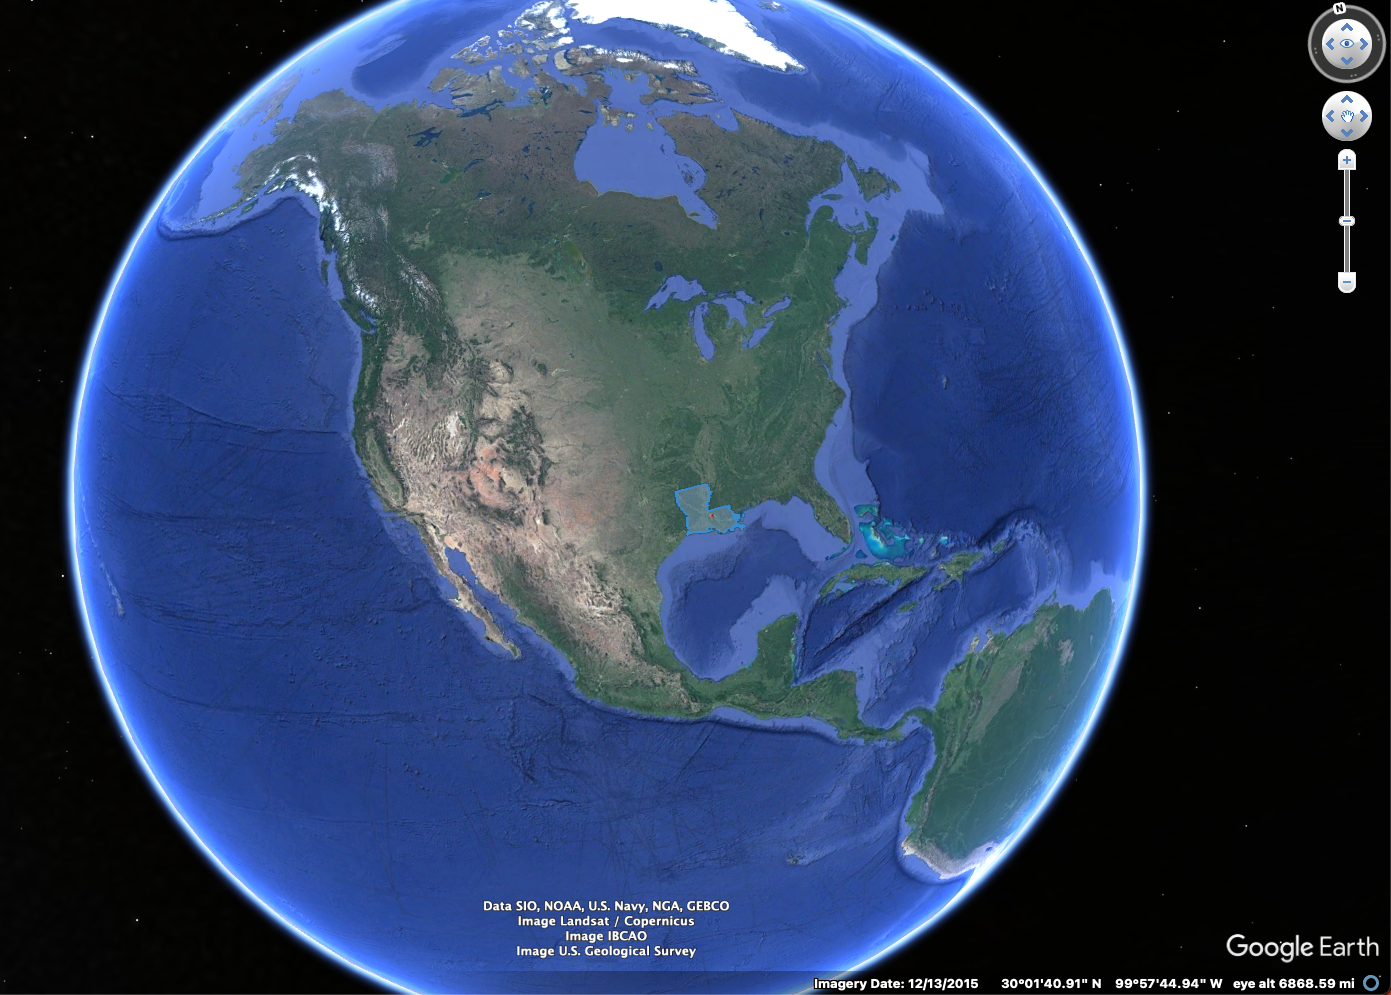 N
Data SIO, NOAA, U.S. Navy, NGA, GEBCO
Image Landsat / Copernicus
Image IBCAO
Image U.S. Geological Survey
Google Earth
Imagery Date: 12/13/2015 30°01'40.91" N 99°57'44.94" W eye alt 6868.59 mi